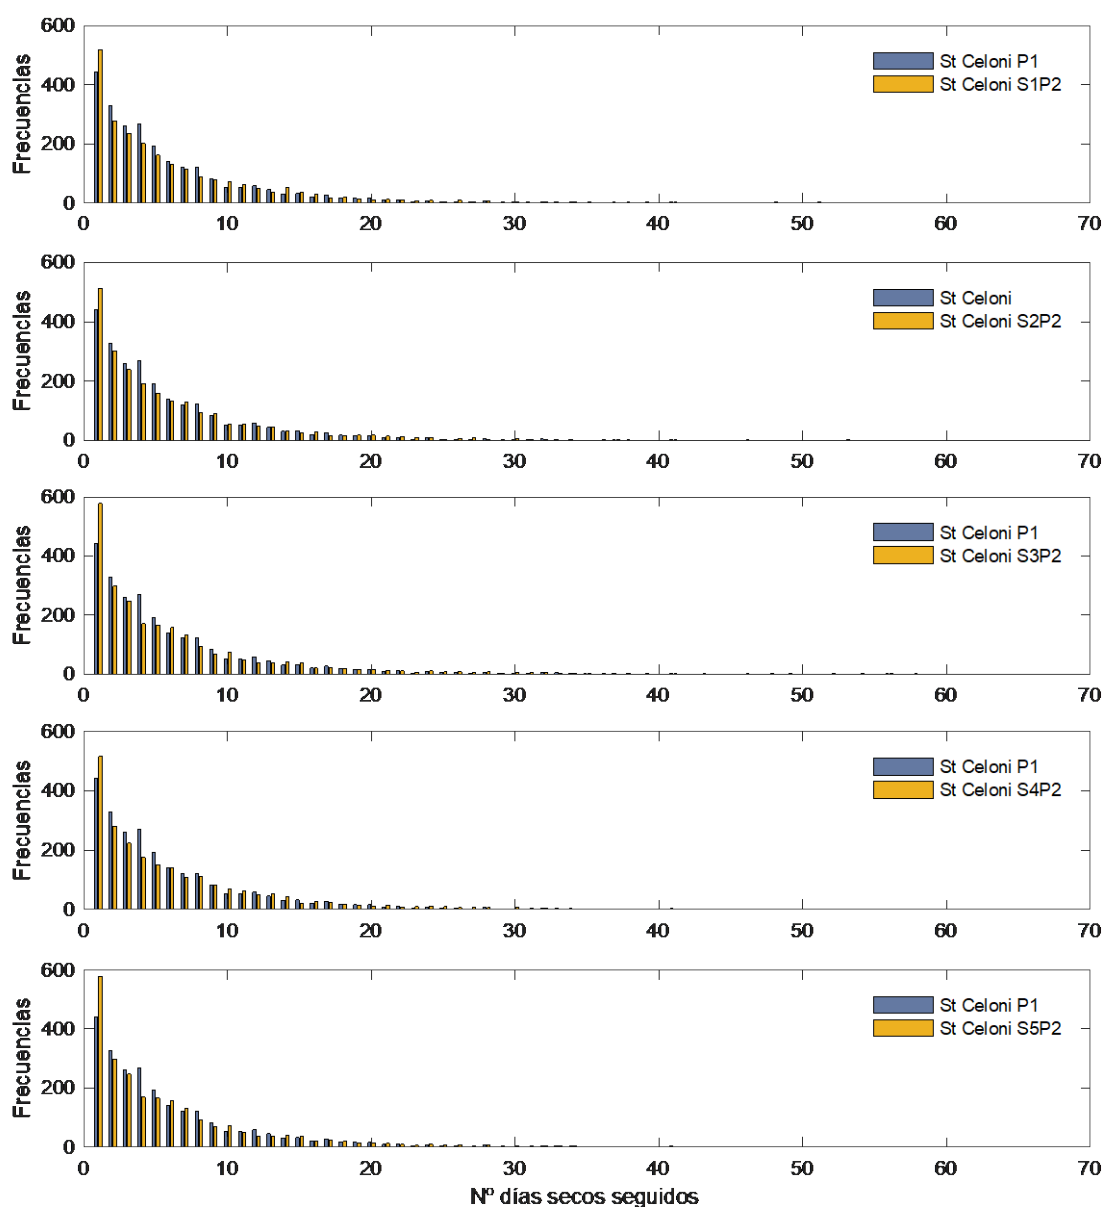 600
400
200
0
Frecuencias
St Celoni P1
St Celoni S1P2
0 10 20 30 40 50 60 70
600
400
200
0
Frecuencias
St Celoni
St Celoni S2P2
0 10 20 30 40 50 60 70
600
400
200
0
Frecuencias
St Celoni P1
St Celoni S3P2
0 10 20 30 40 50 60 70
600
400
200
0
Frecuencias
St Celoni P1
St Celoni S4P2
0 10 20 30 40 50 60 70
600
400
200
0
Frecuencias
St Celoni P1
St Celoni S5P2
0 10 20 30 40 50 60 70
Nº días secos seguidos